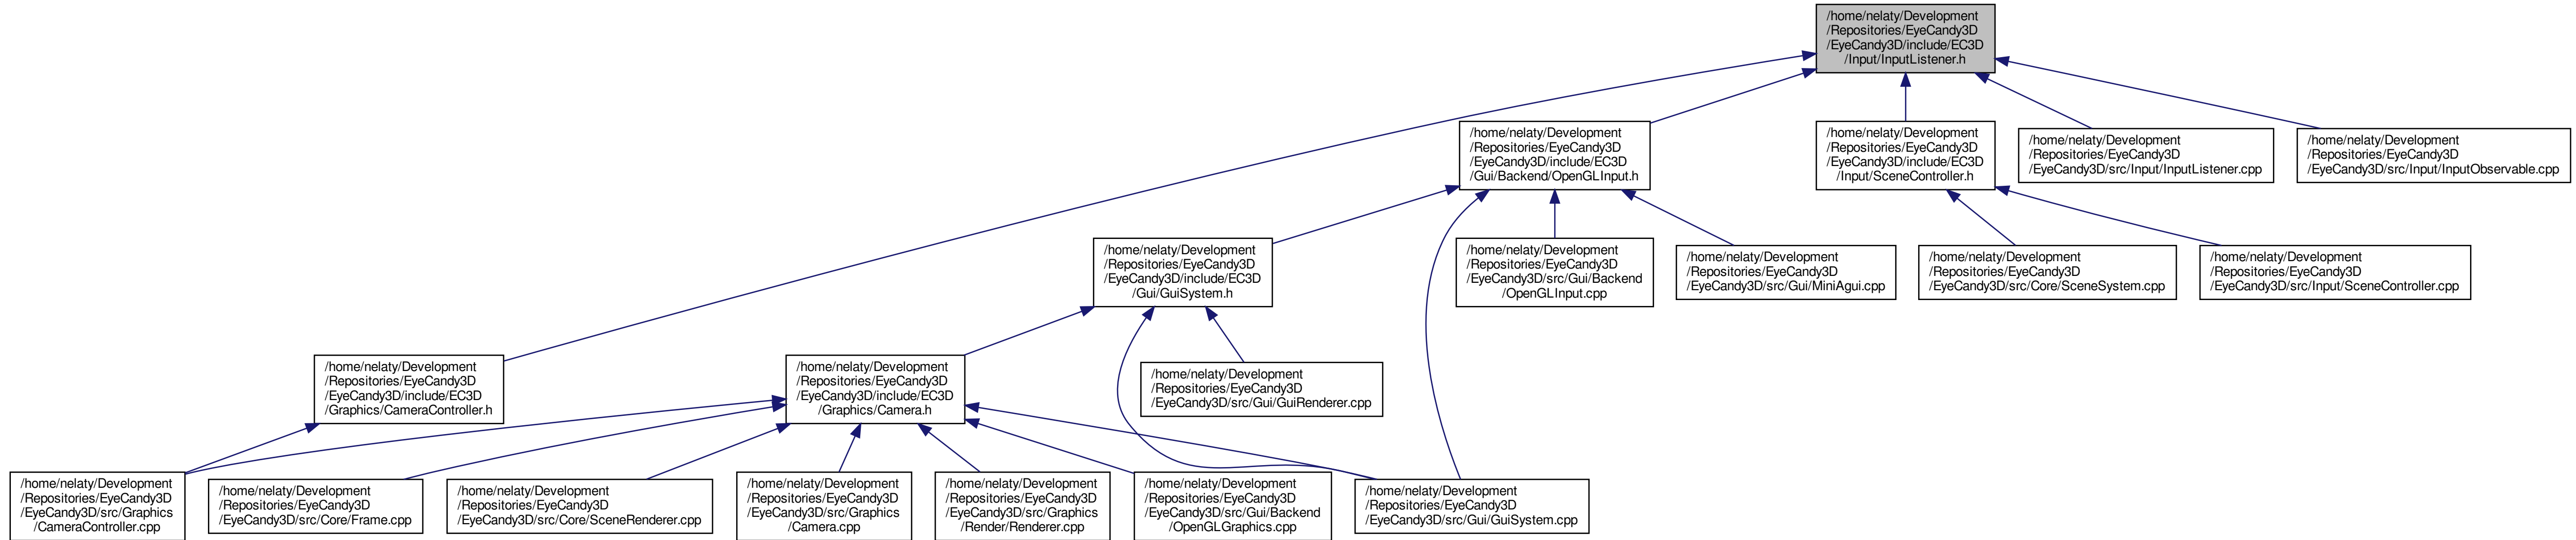 /home/nelaty/Development
/Repositories/EyeCandy3D
/EyeCandy3D/include/EC3D
/Input/InputListener.h
/home/nelaty/Development
/Repositories/EyeCandy3D
/EyeCandy3D/include/EC3D
/Gui/Backend/OpenGLInput.h
/home/nelaty/Development
/Repositories/EyeCandy3D
/EyeCandy3D/include/EC3D
/Input/SceneController.h
/home/nelaty/Development
/Repositories/EyeCandy3D
/EyeCandy3D/src/Input/InputListener.cpp
/home/nelaty/Development
/Repositories/EyeCandy3D
/EyeCandy3D/src/Input/InputObservable.cpp
/home/nelaty/Development
/Repositories/EyeCandy3D
/EyeCandy3D/include/EC3D
/Gui/GuiSystem.h
/home/nelaty/Development
/Repositories/EyeCandy3D
/EyeCandy3D/src/Gui/Backend
/OpenGLInput.cpp
/home/nelaty/Development
/Repositories/EyeCandy3D
/EyeCandy3D/src/Gui/MiniAgui.cpp
/home/nelaty/Development
/Repositories/EyeCandy3D
/EyeCandy3D/src/Core/SceneSystem.cpp
/home/nelaty/Development
/Repositories/EyeCandy3D
/EyeCandy3D/src/Input/SceneController.cpp
/home/nelaty/Development
/Repositories/EyeCandy3D
/EyeCandy3D/include/EC3D
/Graphics/CameraController.h
/home/nelaty/Development
/Repositories/EyeCandy3D
/EyeCandy3D/include/EC3D
/Graphics/Camera.h
/home/nelaty/Development
/Repositories/EyeCandy3D
/EyeCandy3D/src/Gui/GuiRenderer.cpp
/home/nelaty/Development
/Repositories/EyeCandy3D
/EyeCandy3D/src/Graphics
/CameraController.cpp
/home/nelaty/Development
/Repositories/EyeCandy3D
/EyeCandy3D/src/Core/Frame.cpp
/home/nelaty/Development
/Repositories/EyeCandy3D
/EyeCandy3D/src/Core/SceneRenderer.cpp
/home/nelaty/Development
/Repositories/EyeCandy3D
/EyeCandy3D/src/Graphics
/Camera.cpp
/home/nelaty/Development
/Repositories/EyeCandy3D
/EyeCandy3D/src/Graphics
/Render/Renderer.cpp
/home/nelaty/Development
/Repositories/EyeCandy3D
/EyeCandy3D/src/Gui/Backend
/OpenGLGraphics.cpp
/home/nelaty/Development
/Repositories/EyeCandy3D
/EyeCandy3D/src/Gui/GuiSystem.cpp